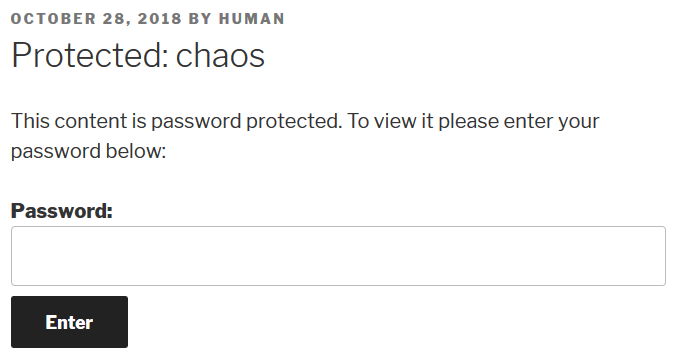 OCTOBER 28, 2018 BY HUMAN
Protected: chaos
This content is password protected. To view it please enter your
password below:
Password:
Enter